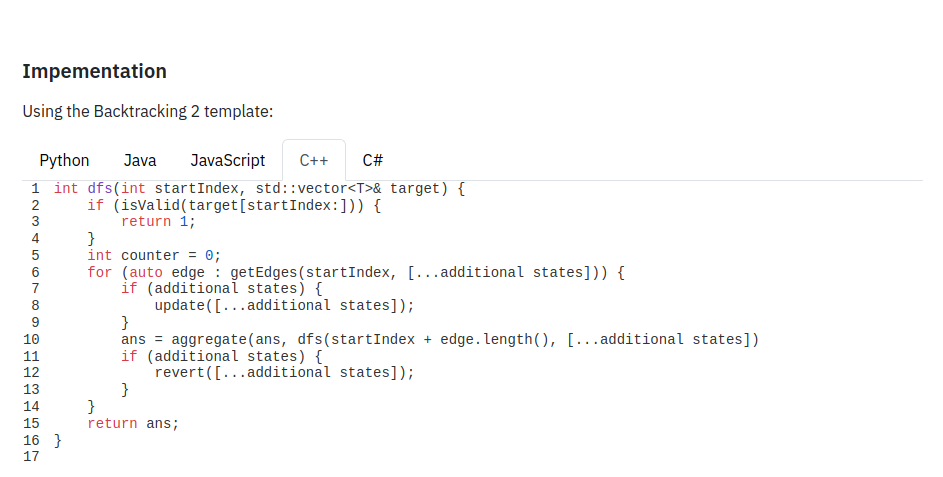 Impementation
Using the Backtracking 2 template:
Python Java JavaScript C++ C#
1 int dfs(int startIndex, std::vector<T>& target) {
2     if (isValid(target[startIndex:])) {
3         return 1;
4     }
5     int counter = 0;
6     for (auto edge : getEdges(startIndex, [...additional states])) {
7         if (additional states) {
8             update([...additional states]);
9         }
10         ans = aggregate(ans, dfs(startIndex + edge.length(), [...additional states])
11         if (additional states) {
12             revert([...additional states]);
13         }
14     }
15     return ans;
16 }
17